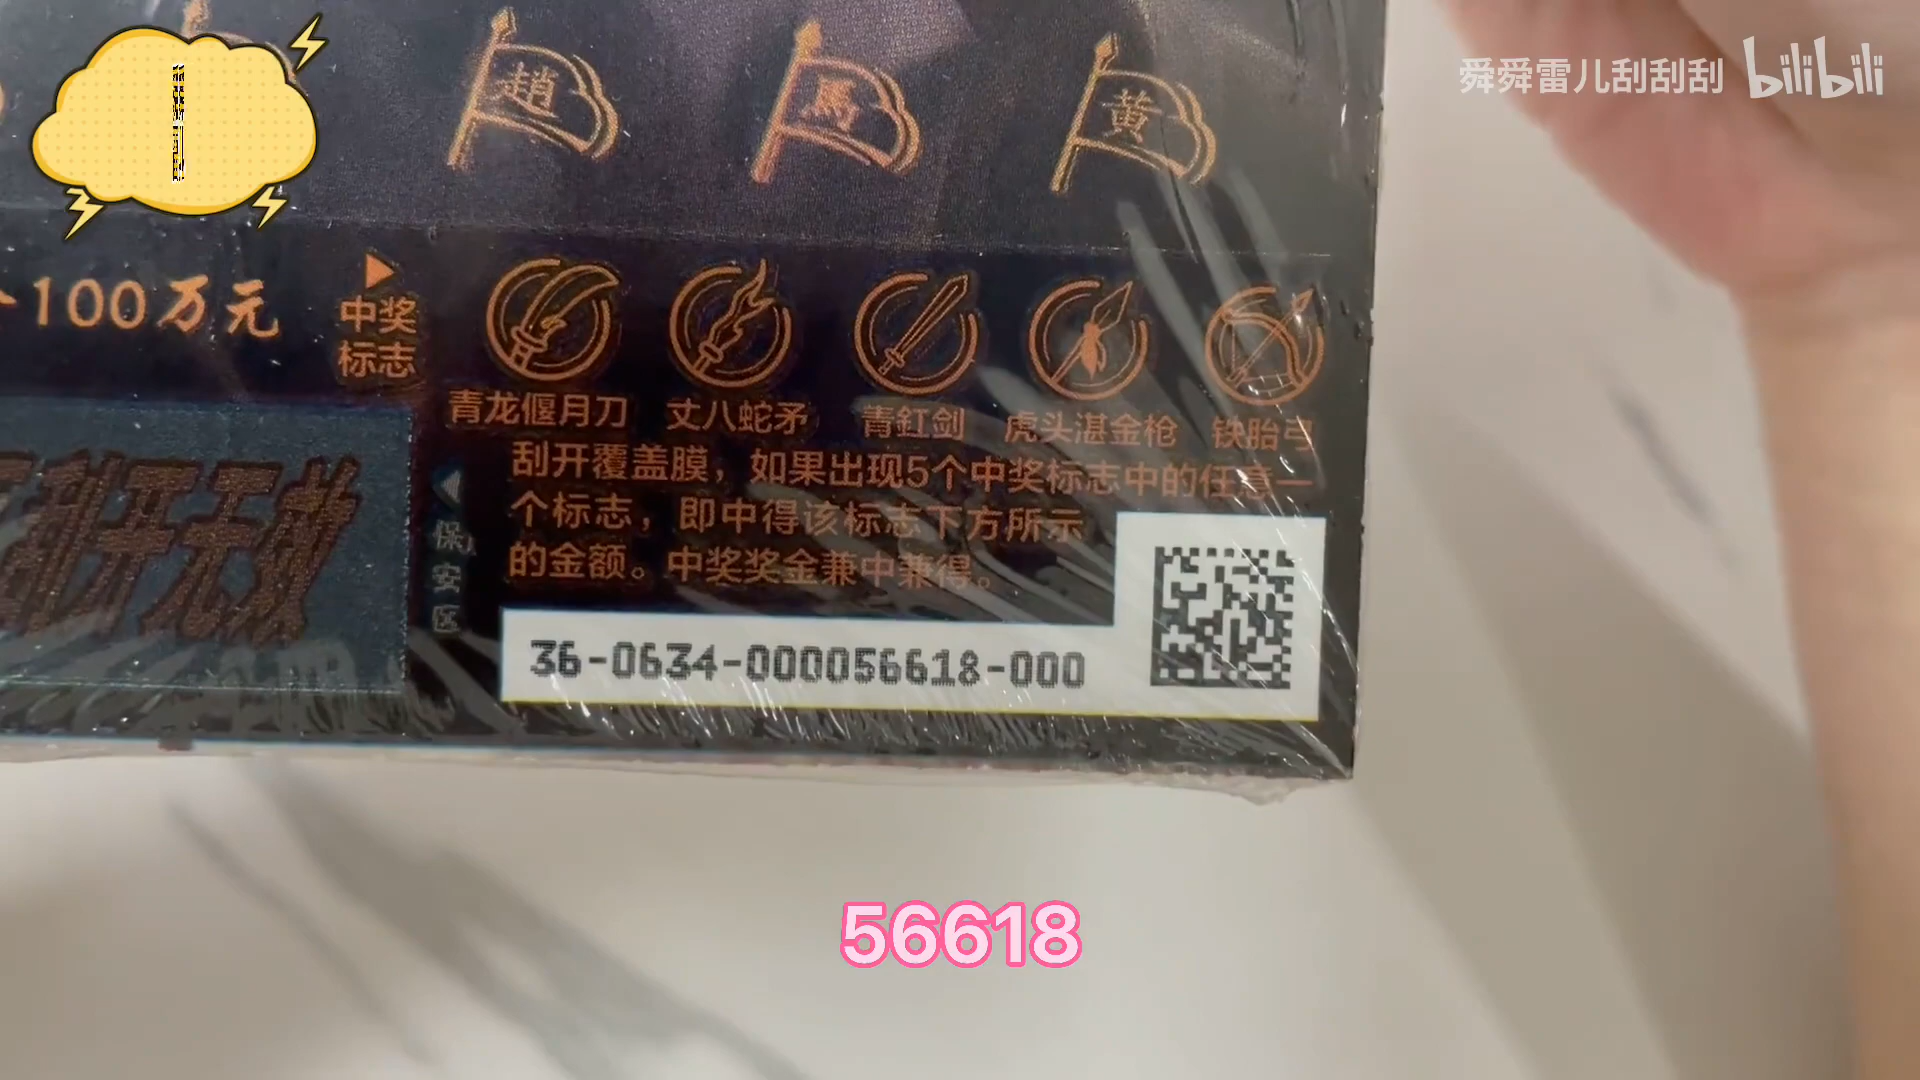 舜舜雷儿刮刮刮 bilibili
趙 馬 黄
100万元
中奖
标志
青龙偃月刀 丈八蛇矛 青釭剑 虎头湛金枪 铁胎弓
刮开覆盖膜，如果出现5个中奖标志中的任意一
个标志，即中得该标志下方所示
的金额。中奖奖金兼中兼得。
刮开无效
保安区
36-0634-000056618-000
56618